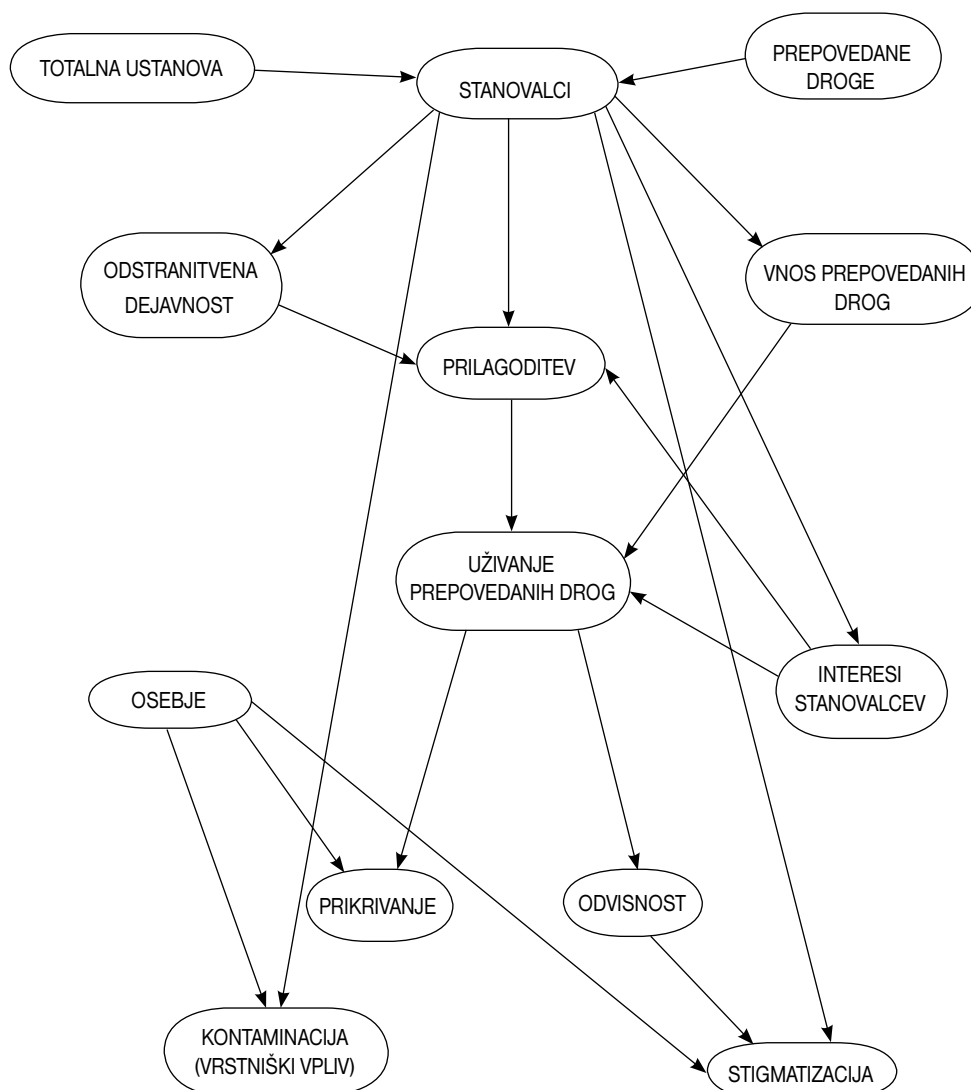 TOTALNA USTANOVA
STANOVALCI
PREPOVEDANE
DROGE
ODSTRANITVENA
DEJAVNOST
VNOS PREPOVEDANIH
DROG
PRILAGODITEV
UŽIVANJE
PREPOVEDANIH DROG
OSEBJE
INTERESI
STANOVALCEV
PRIKRIVANJE
ODVISNOST
KONTAMINACIJA
(VRSTNIŠKI VPLIV)
STIGMATIZACIJA